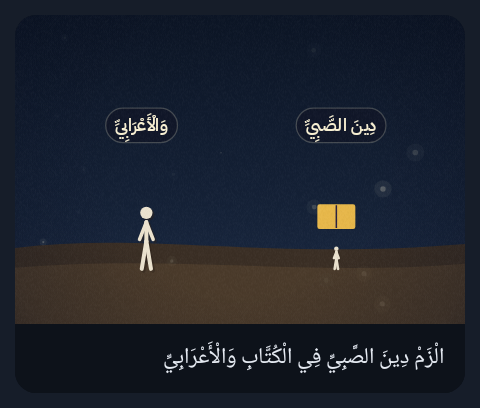 دِينَ الصَّبِيِّ
وَالْأَعْرَابِيِّ
الْزَمْ دِينَ الصَّبِيِّ فِي الْكُتَّابِ وَالْأَعْرَابِيِّ